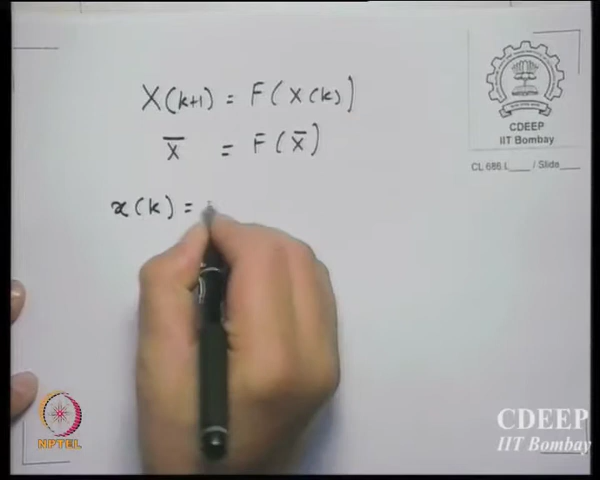 X(k+1) = F(X(k))
X̄ = F(X̄)
x(k) =
CDEEP
IIT Bombay
CL 686 L___ / Slide___
NPTEL
CDEEP
IIT Bombay